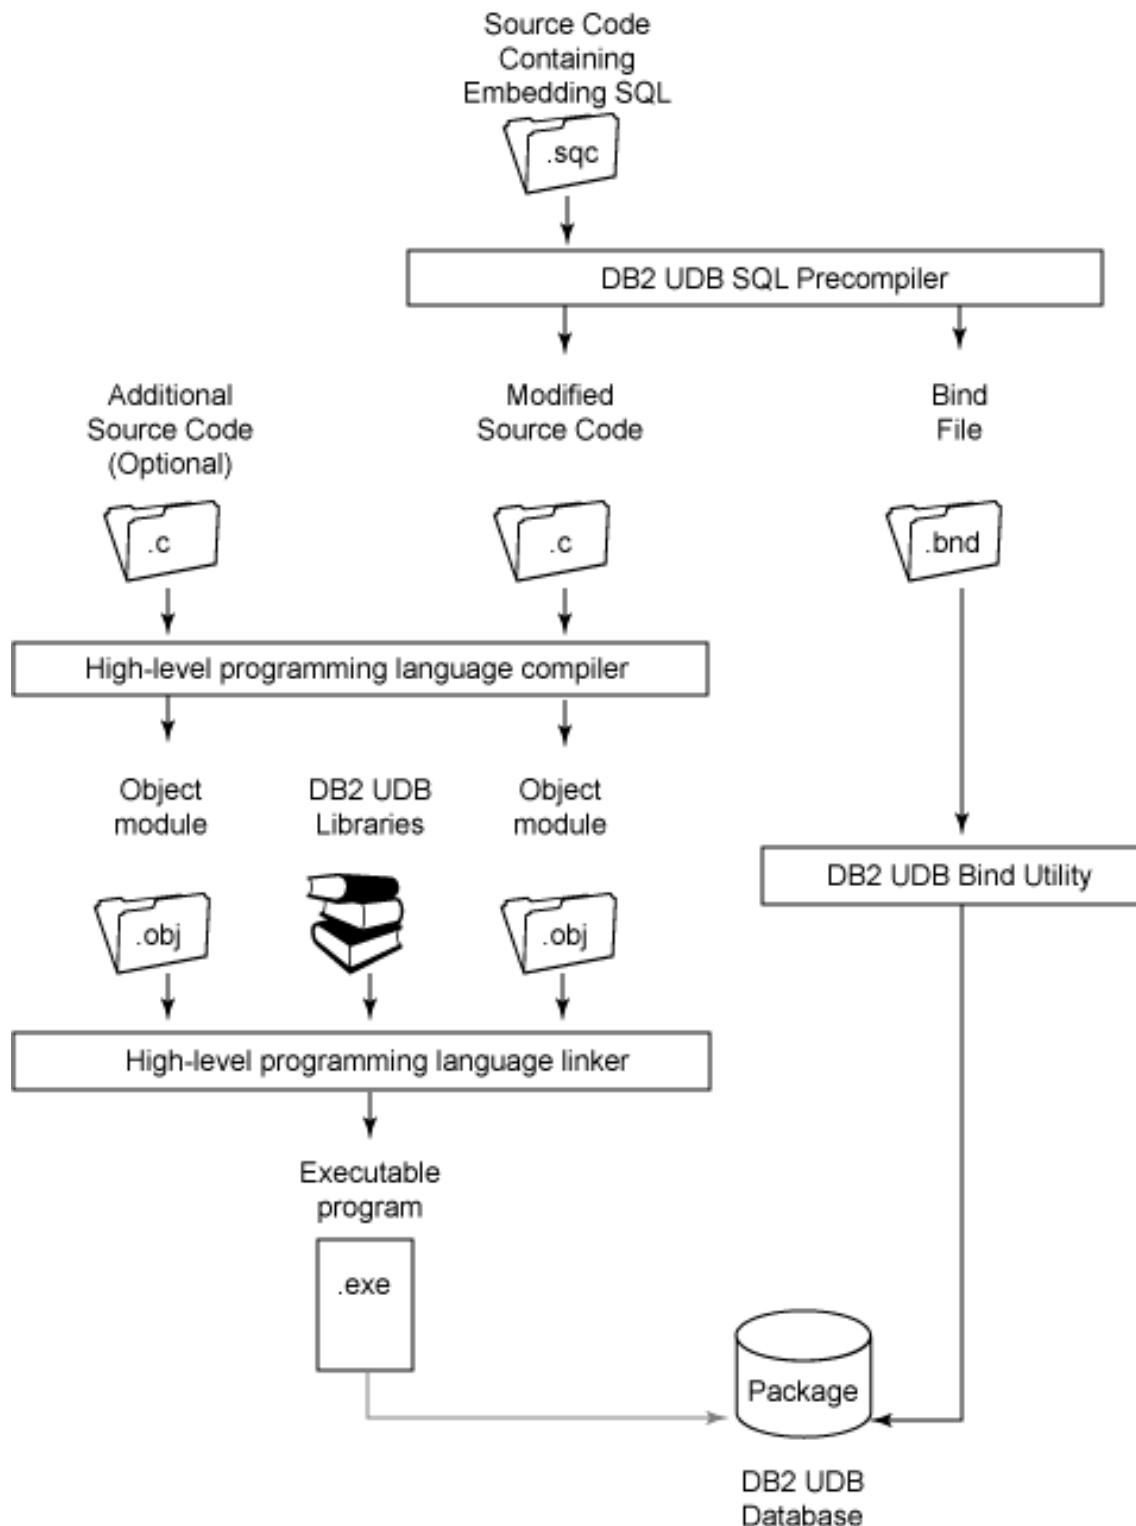 Source Code
Containing
Embedding SQL
.sqc
DB2 UDB SQL Precompiler
Additional
Source Code
(Optional)
Modified
Source Code
Bind
File
.c
.c
.bnd
High-level programming language compiler
Object
module
DB2 UDB
Libraries
Object
module
DB2 UDB Bind Utility
.obj
.obj
High-level programming language linker
Executable
program
.exe
Package
DB2 UDB
Database